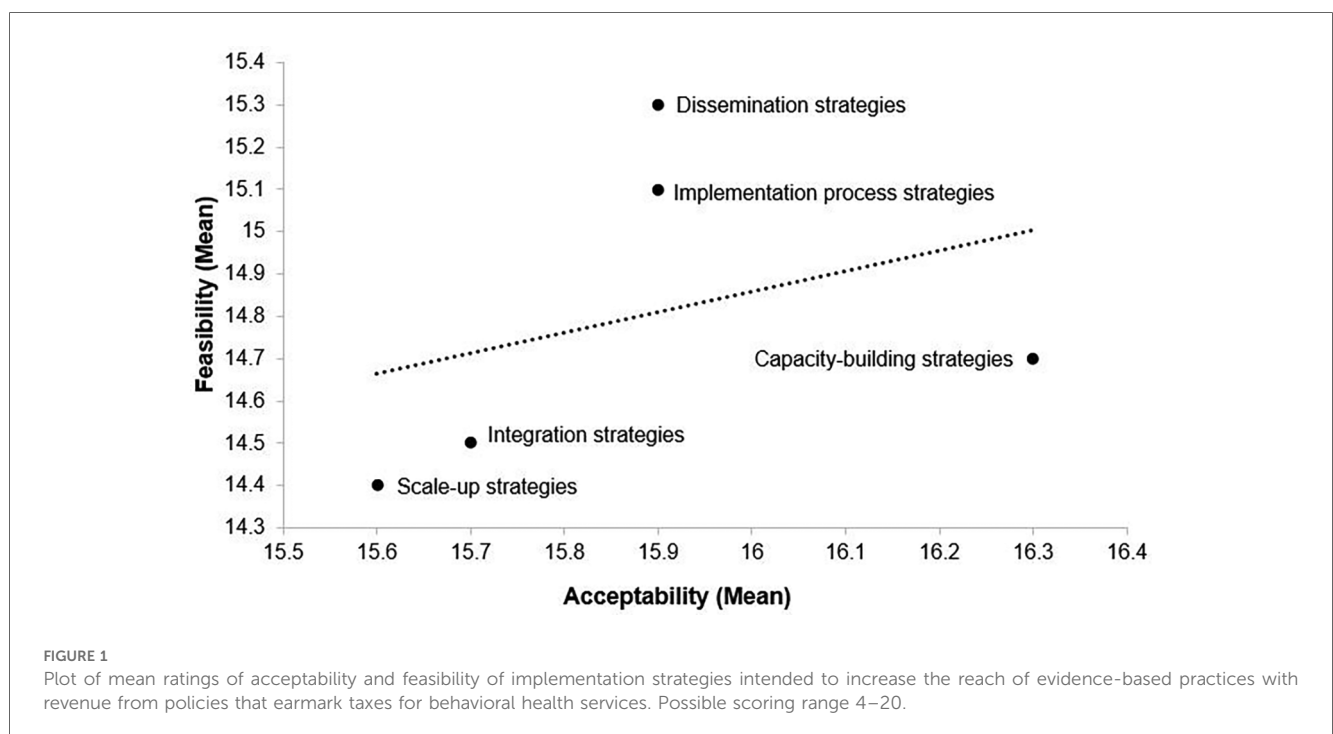 15.4
15.3
Dissemination strategies
15.2
15.1
Implementation process strategies
15
14.9
14.8
14.7
Capacity-building strategies
14.6
14.5
Integration strategies
14.4
Scale-up strategies
14.3
Feasibility (Mean)
15.5 15.6 15.7 15.8 15.9 16 16.1 16.2 16.3 16.4
Acceptability (Mean)
FIGURE 1
Plot of mean ratings of acceptability and feasibility of implementation strategies intended to increase the reach of evidence-based practices with
revenue from policies that earmark taxes for behavioral health services. Possible scoring range 4–20.